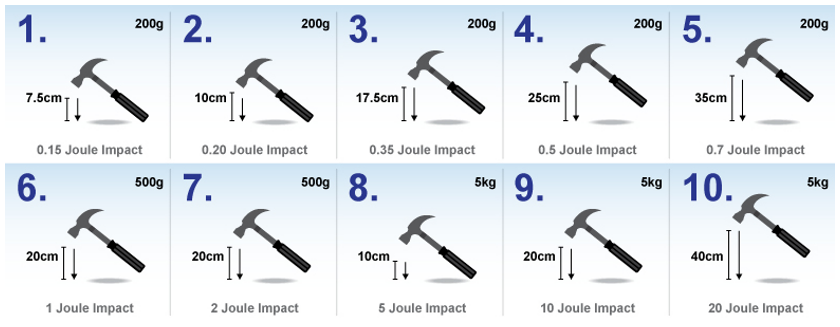 1. 200g
7.5cm
0.15 Joule Impact
2. 200g
10cm
0.20 Joule Impact
3. 200g
17.5cm
0.35 Joule Impact
4. 200g
25cm
0.5 Joule Impact
5. 200g
35cm
0.7 Joule Impact
6. 500g
20cm
1 Joule Impact
7. 500g
20cm
2 Joule Impact
8. 5kg
10cm
5 Joule Impact
9. 5kg
20cm
10 Joule Impact
10. 5kg
40cm
20 Joule Impact